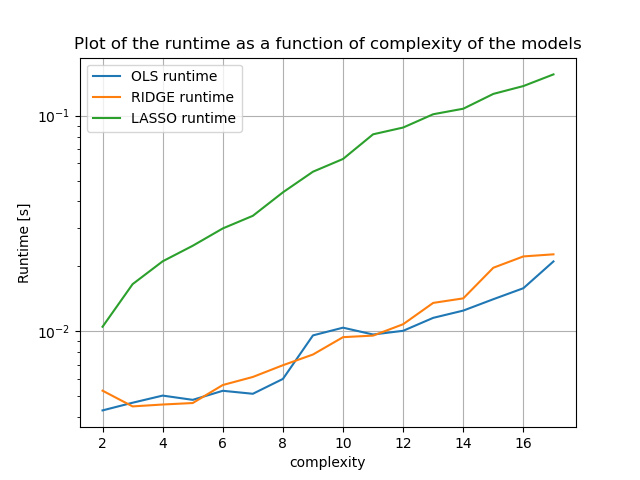 Plot of the runtime as a function of complexity of the models
OLS runtime
RIDGE runtime
LASSO runtime
10⁻¹
10⁻²
Runtime [s]
2 4 6 8 10 12 14 16
complexity